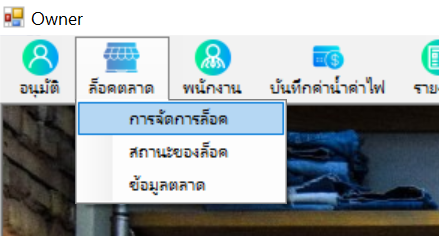 Owner
อนุมัติ ล็อคตลาด พนักงาน บันทึกค่าน้ำค่าไฟ
การจัดการล็อค
สถานะของล็อค
ข้อมูลตลาด